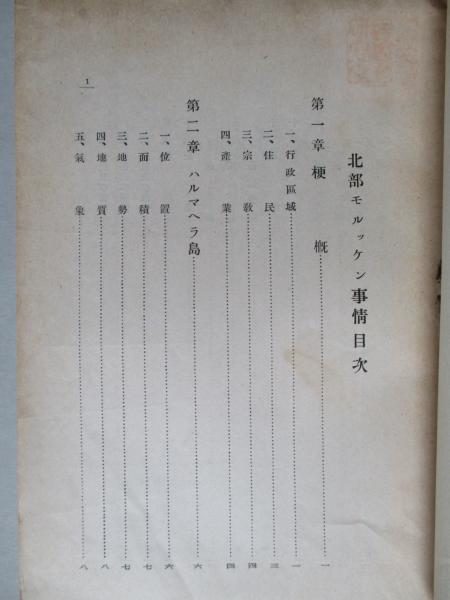 北部モルッケン事情目次
第一章 梗概……一
一、行政區域……一
二、住民……三
三、宗教……四
四、產業……四
第二章 ハルマヘラ島……六
一、位置……六
二、面積……七
三、地勢……七
四、地質……八
五、氣象……八
1